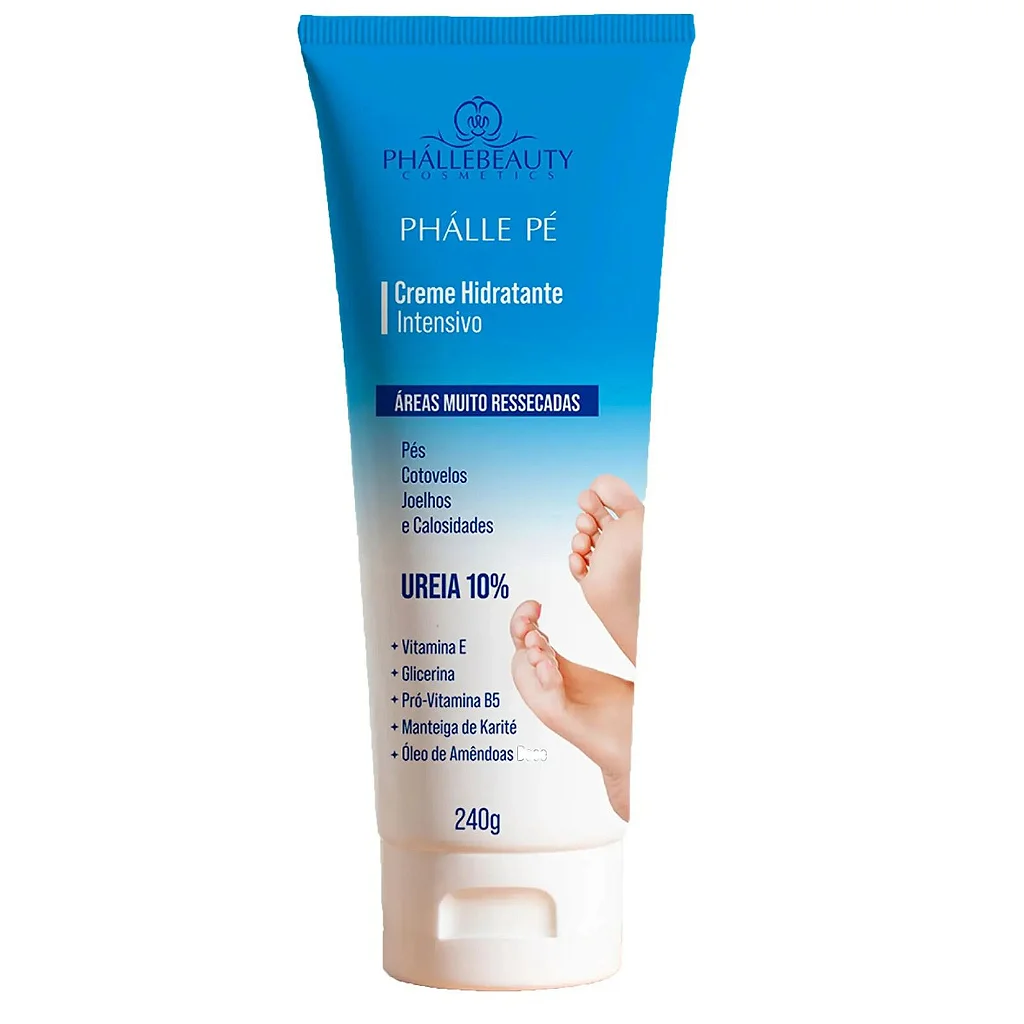 PHÁLLEBEAUTY
COSMETICS
PHÁLLE PÉ
Creme Hidratante
Intensivo
ÁREAS MUITO RESSECADAS
Pés
Cotovelos
Joelhos
e Calosidades
UREIA 10%
+ Vitamina E
+ Glicerina
+ Pró-Vitamina B5
+ Manteiga de Karité
+ Óleo de Amêndoas
240g